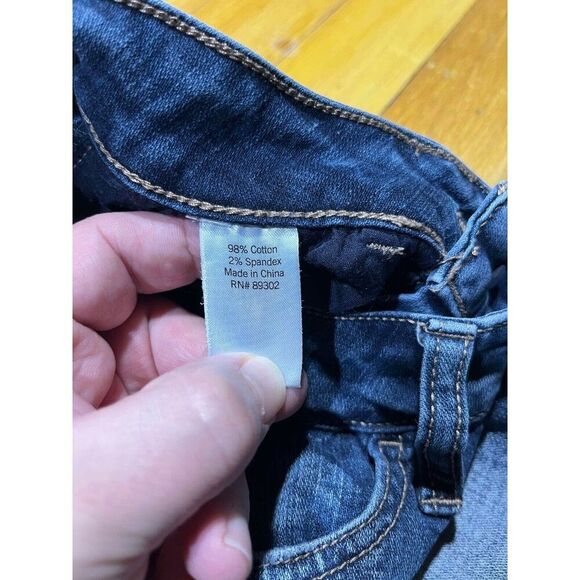 98% Cotton
2% Spandex
Made in China
RN# 89302